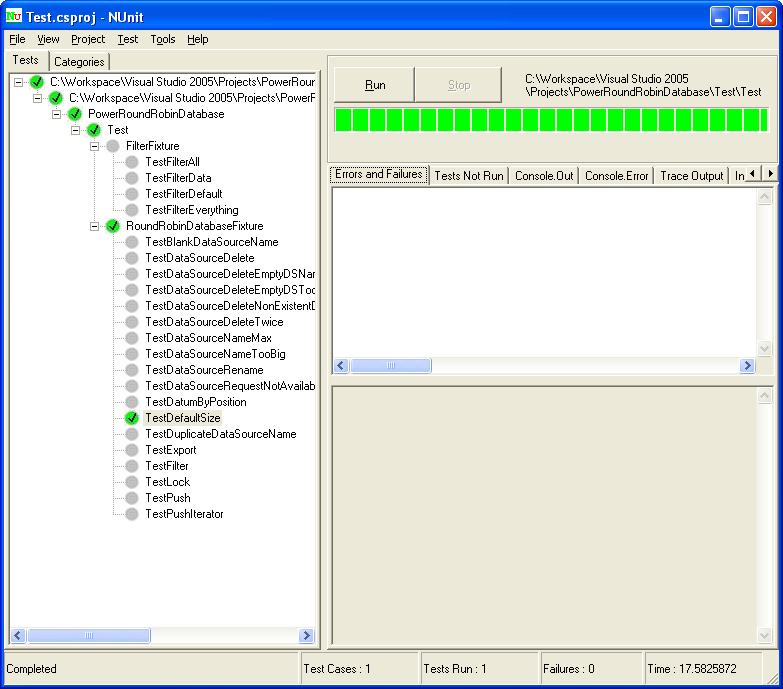 NU Test.csproj - NUnit
File View Project Test Tools Help
Tests Categories
C:\Workspace\Visual Studio 2005\Projects\PowerRoun
C:\Workspace\Visual Studio 2005\Projects\PowerF
PowerRoundRobinDatabase
Test
FilterFixture
TestFilterAll
TestFilterData
TestFilterDefault
TestFilterEverything
RoundRobinDatabaseFixture
TestBlankDataSourceName
TestDataSourceDelete
TestDataSourceDeleteEmptyDSNar
TestDataSourceDeleteEmptyDSToo
TestDataSourceDeleteNonExistentD
TestDataSourceDeleteTwice
TestDataSourceNameMax
TestDataSourceNameTooBig
TestDataSourceRename
TestDataSourceRequestNotAvailab
TestDatumByPosition
TestDefaultSize
TestDuplicateDataSourceName
TestExport
TestFilter
TestLock
TestPush
TestPushIterator
Run Stop
C:\Workspace\Visual Studio 2005
\Projects\PowerRoundRobinDatabase\Test\Test
Errors and Failures Tests Not Run Console.Out Console.Error Trace Output In
Completed Test Cases : 1 Tests Run : 1 Failures : 0 Time : 17.5825872